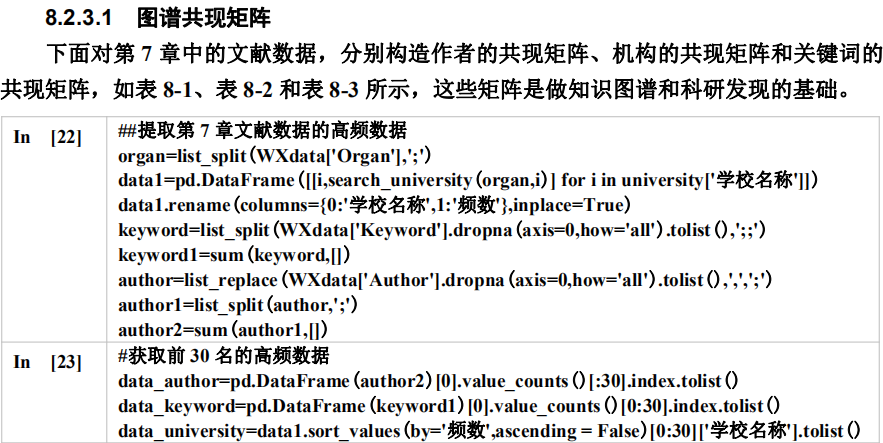 8.2.3.1 图谱共现矩阵
下面对第 7 章中的文献数据，分别构造作者的共现矩阵、机构的共现矩阵和关键词的
共现矩阵，如表 8-1、表 8-2 和表 8-3 所示，这些矩阵是做知识图谱和科研发现的基础。
In [22]
##提取第 7 章文献数据的高频数据
organ=list_split(WXdata['Organ'],';')
data1=pd.DataFrame([[i,search_university(organ,i)] for i in university['学校名称']])
data1.rename(columns={0:'学校名称',1:'频数'},inplace=True)
keyword=list_split(WXdata['Keyword'].dropna(axis=0,how='all').tolist(),';;')
keyword1=sum(keyword,[])
author=list_replace(WXdata['Author'].dropna(axis=0,how='all').tolist(),',',';')
author1=list_split(author,';')
author2=sum(author1,[])
In [23]
#获取前 30 名的高频数据
data_author=pd.DataFrame(author2)[0].value_counts()[:30].index.tolist()
data_keyword=pd.DataFrame(keyword1)[0].value_counts()[0:30].index.tolist()
data_university=data1.sort_values(by='频数',ascending = False)[0:30]['学校名称'].tolist()